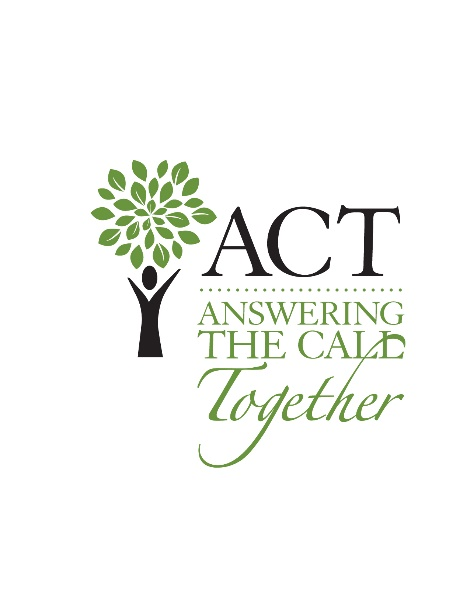 ACT
ANSWERING
THE CALL
Together